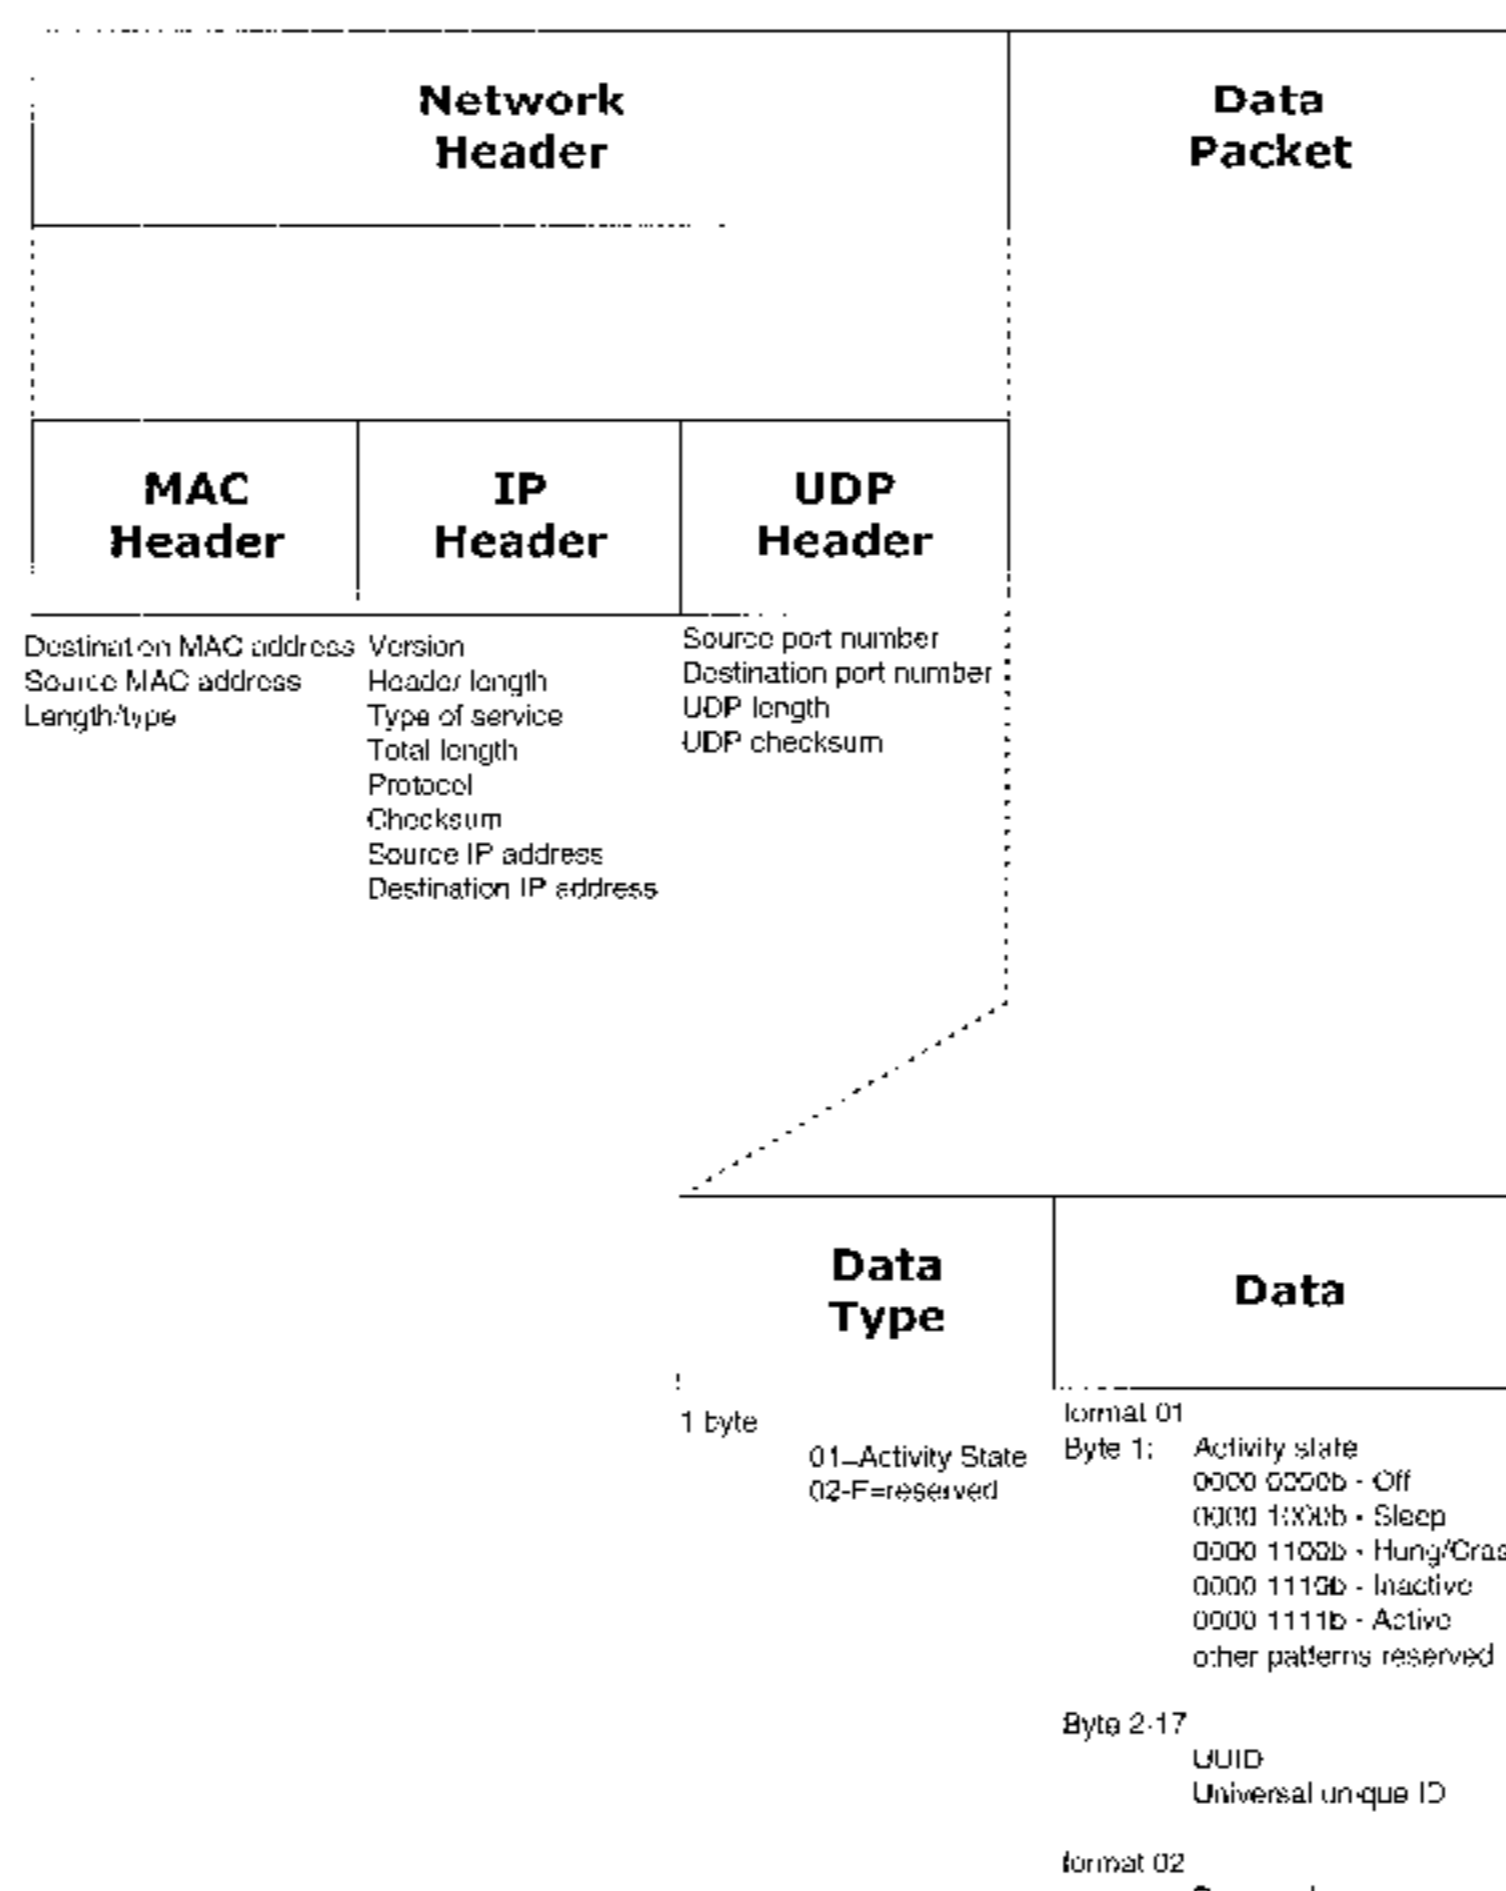 Network
Header
Data
Packet
MAC
Header
IP
Header
UDP
Header
Destination MAC address
Source MAC address
Length/type
Version
Header length
Type of service
Total length
Protocol
Checksum
Source IP address
Destination IP address
Source port number
Destination port number
UDP length
UDP checksum
Data
Type
Data
1 byte
01=Activity State
02-F=reserved
format 01
Byte 1: Activity state
0000 0000b - Off
0000 1000b - Sleep
0000 1100b - Hung/Cras
0000 1110b - Inactive
0000 1111b - Active
other patterns reserved
Byte 2-17
UUID
Universal unique ID
format 02